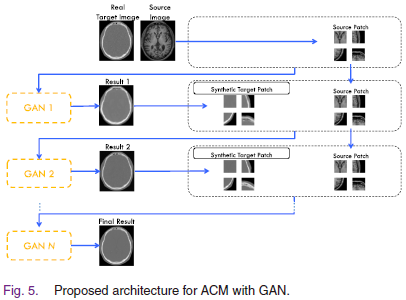 Real Target Image
Source Image
Source Patch
Result 1
Synthetic Target Patch
Source Patch
GAN 1
Result 2
Synthetic Target Patch
Source Patch
GAN 2
Final Result
GAN N
Fig. 5. Proposed architecture for ACM with GAN.